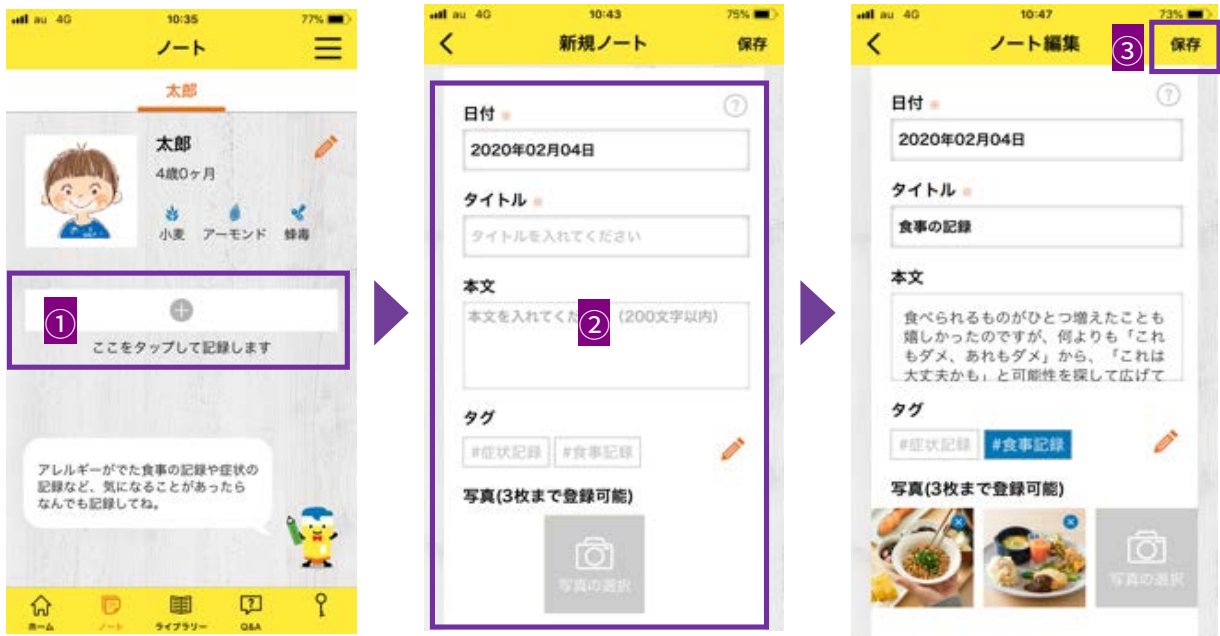 au 4G 10:35 77%
ノート
太郎
太郎
4歳0ヶ月
小麦 アーモンド 蜂毒
①
ここをタップして記録します
アレルギーがでた食事の記録や症状の
記録など、気になることがあったら
なんでも記録してね。
ホーム ノート ライブラリー Q&A
au 4G 10:43 75%
新規ノート 保存
日付 ※
2020年02月04日
タイトル ※
タイトルを入れてください
本文
本文を入れてくだ (200文字以内)
②
タグ
#症状記録 #食事記録
写真(3枚まで登録可能)
写真の選択
au 4G 10:47 73%
ノート編集 ③ 保存
日付 ※
2020年02月04日
タイトル ※
食事の記録
本文
食べられるものがひとつ増えたことも
嬉しかったのですが、何よりも「これ
もダメ、あれもダメ」から、「これは
大丈夫かも」と可能性を探して広げて
タグ
#症状記録 #食事記録
写真(3枚まで登録可能)
写真の選択